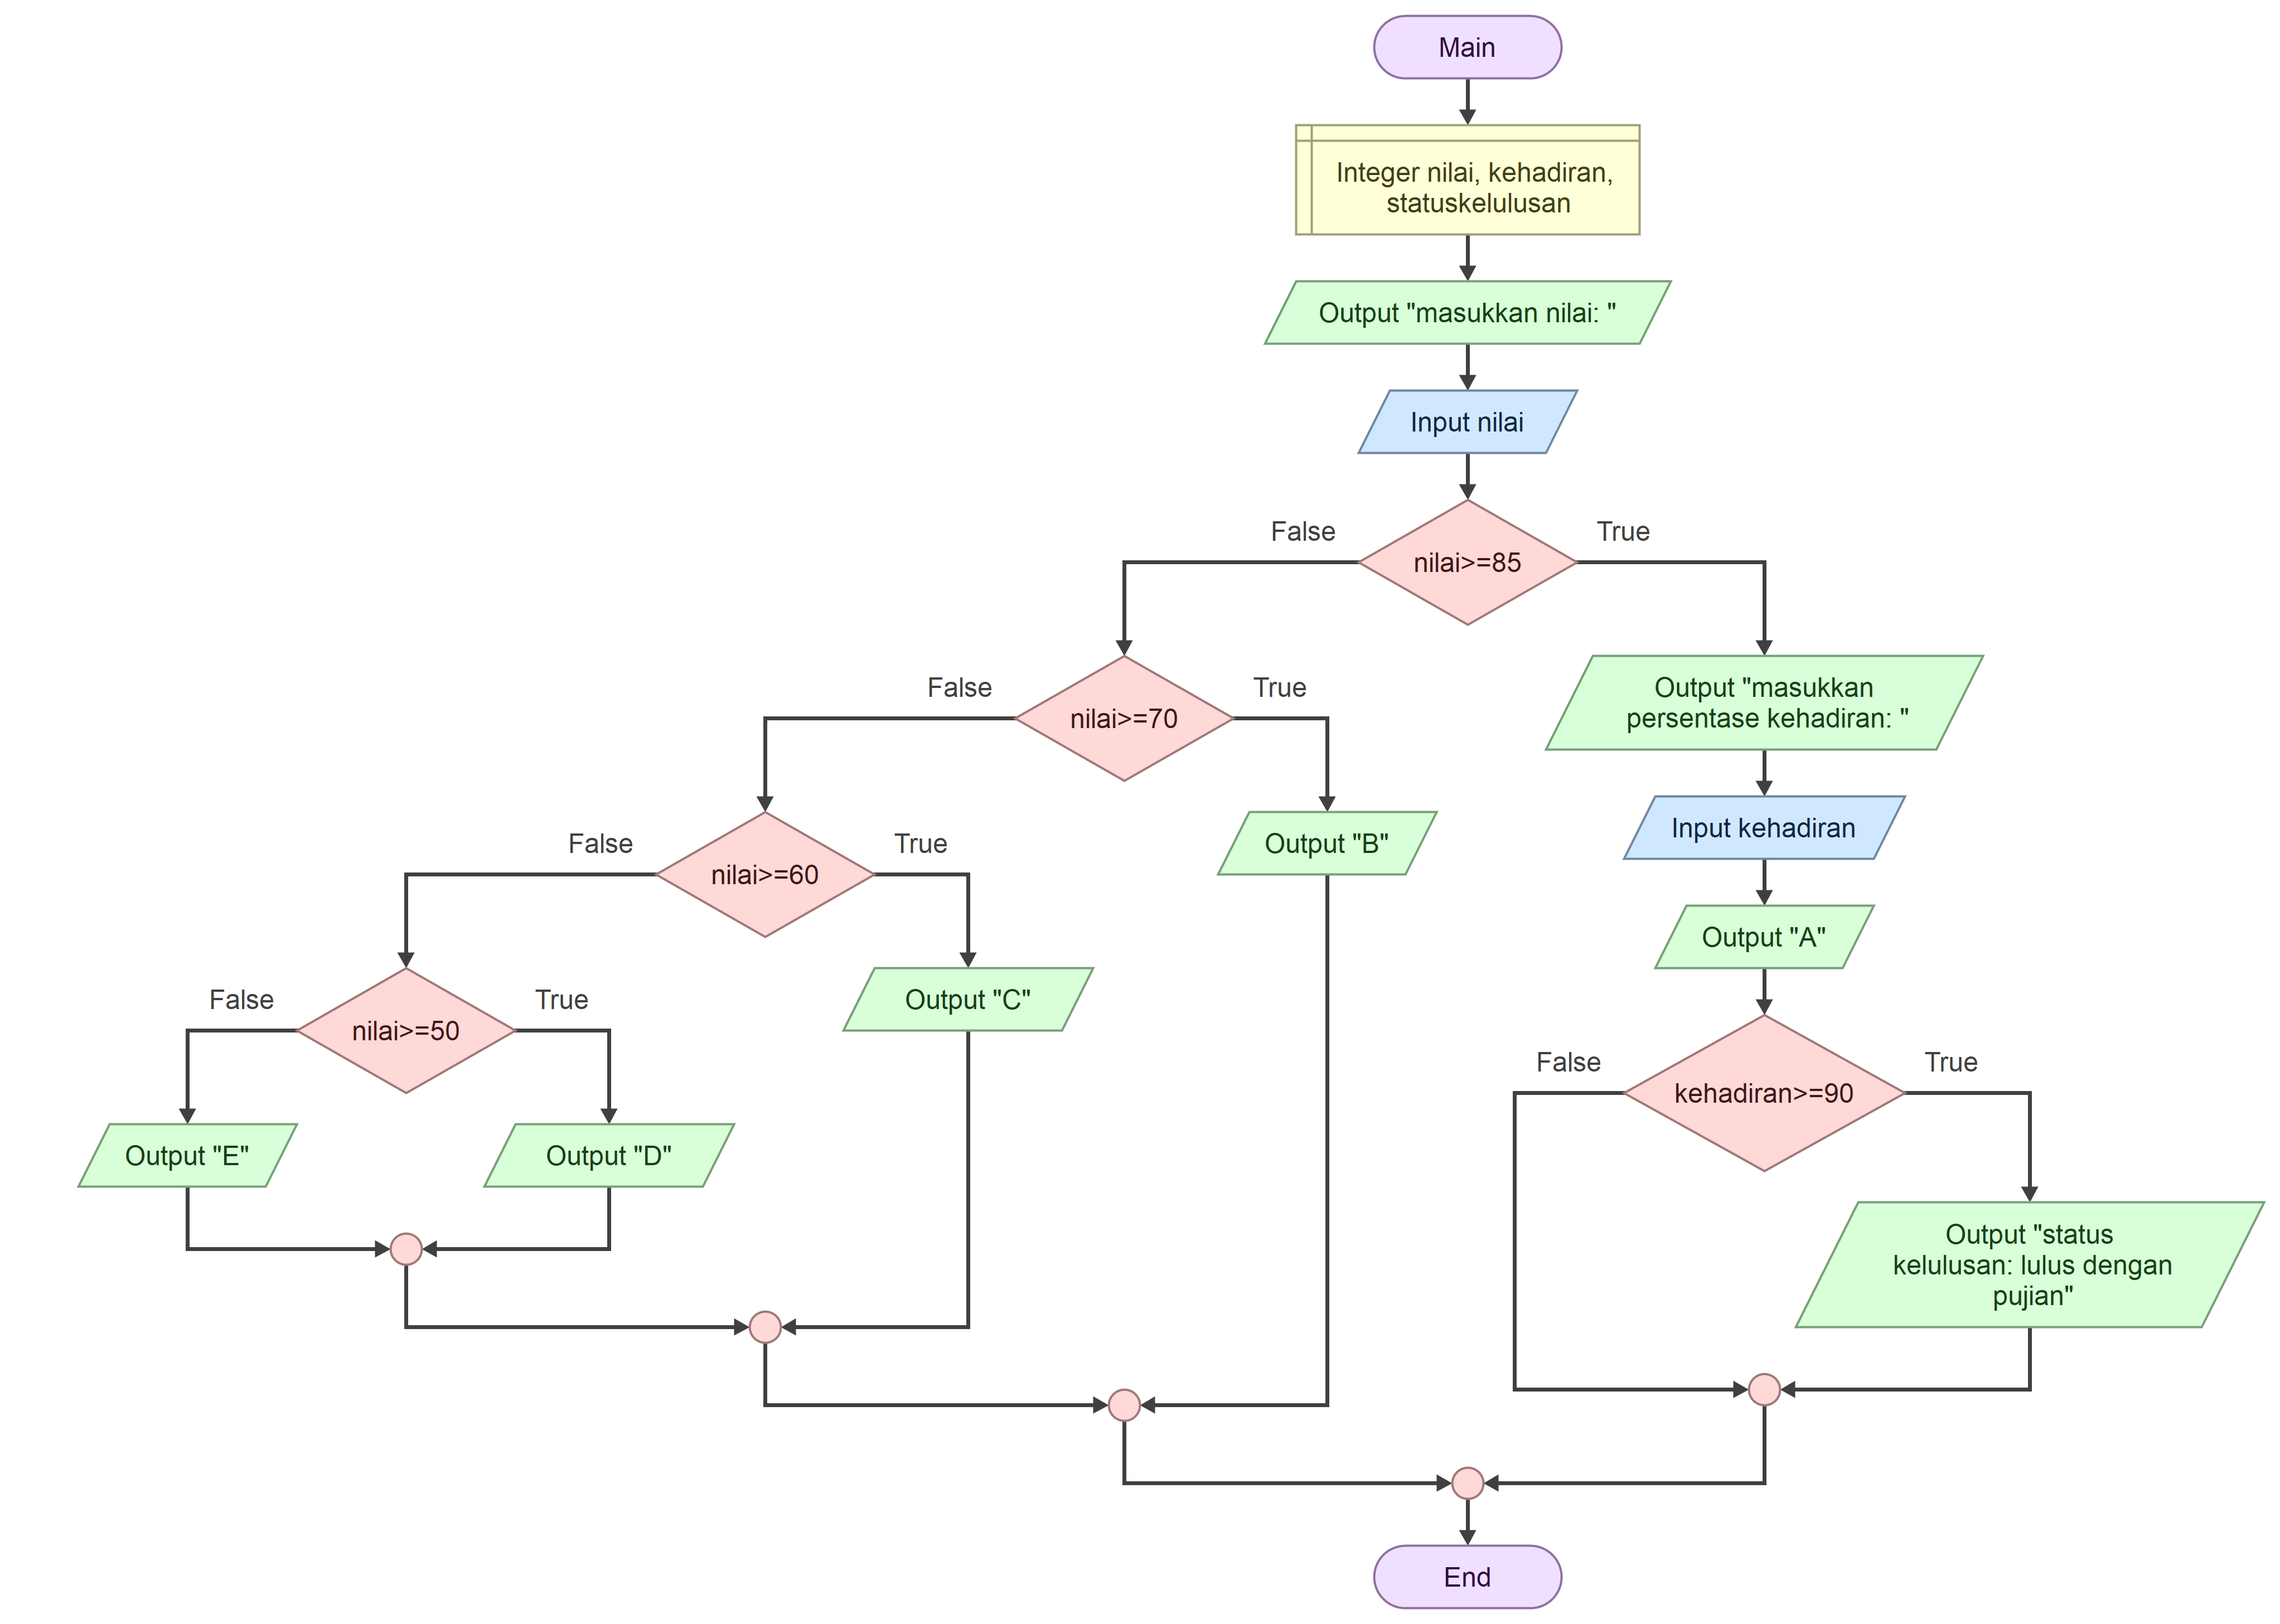 Main
Integer nilai, kehadiran,
statuskelulusan
Output "masukkan nilai: "
Input nilai
False
True
nilai>=85
False
True
nilai>=70
Output "masukkan
persentase kehadiran: "
False
True
nilai>=60
Output "B"
Input kehadiran
Output "A"
False
True
nilai>=50
Output "C"
False
True
kehadiran>=90
Output "E"
Output "D"
Output "status
kelulusan: lulus dengan
pujian"
End